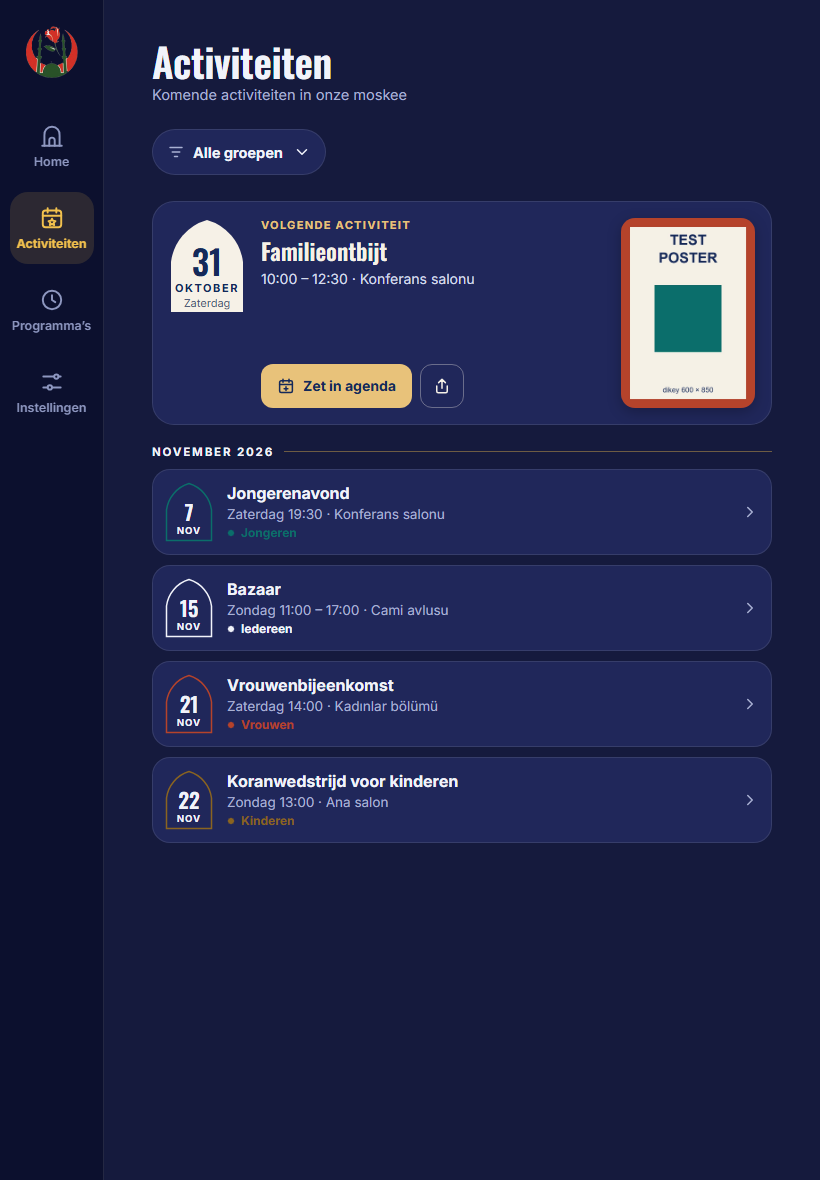 Activiteiten
Komende activiteiten in onze moskee
Alle groepen
Home
Activiteiten
Programma's
Instellingen
31
OKTOBER
Zaterdag
VOLGENDE ACTIVITEIT
Familieontbijt
10:00 – 12:30 · Konferans salonu
Zet in agenda
TEST
POSTER
dikey 600 × 850
NOVEMBER 2026
7
NOV
Jongerenavond
Zaterdag 19:30 · Konferans salonu
Jongeren
15
NOV
Bazaar
Zondag 11:00 – 17:00 · Cami avlusu
Iedereen
21
NOV
Vrouwenbijeenkomst
Zaterdag 14:00 · Kadınlar bölümü
Vrouwen
22
NOV
Koranwedstrijd voor kinderen
Zondag 13:00 · Ana salon
Kinderen